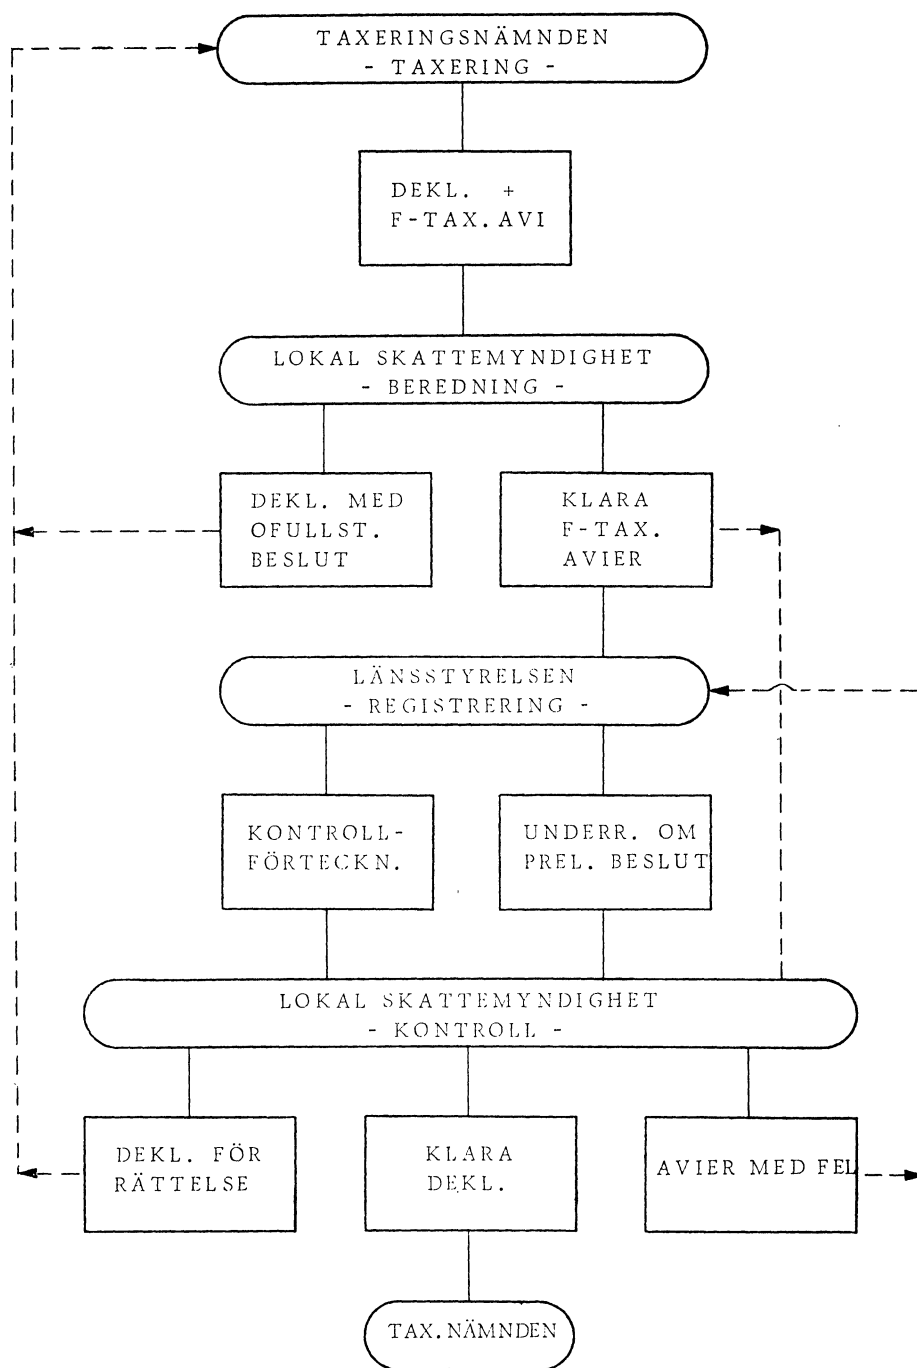 TAXERINGSNÄMNDEN
- TAXERING -
DEKL. +
F-TAX. AVI
LOKAL SKATTEMYNDIGHET
- BEREDNING -
DEKL. MED
OFULLST.
BESLUT
KLARA
F-TAX.
AVIER
LÄNSSTYRELSEN
- REGISTRERING -
KONTROLL-
FÖRTECKN.
UNDERR. OM
PREL. BESLUT
LOKAL SKATTEMYNDIGHET
- KONTROLL -
DEKL. FÖR
RÄTTELSE
KLARA
DEKL.
AVIER MED FEL
TAX.NÄMNDEN